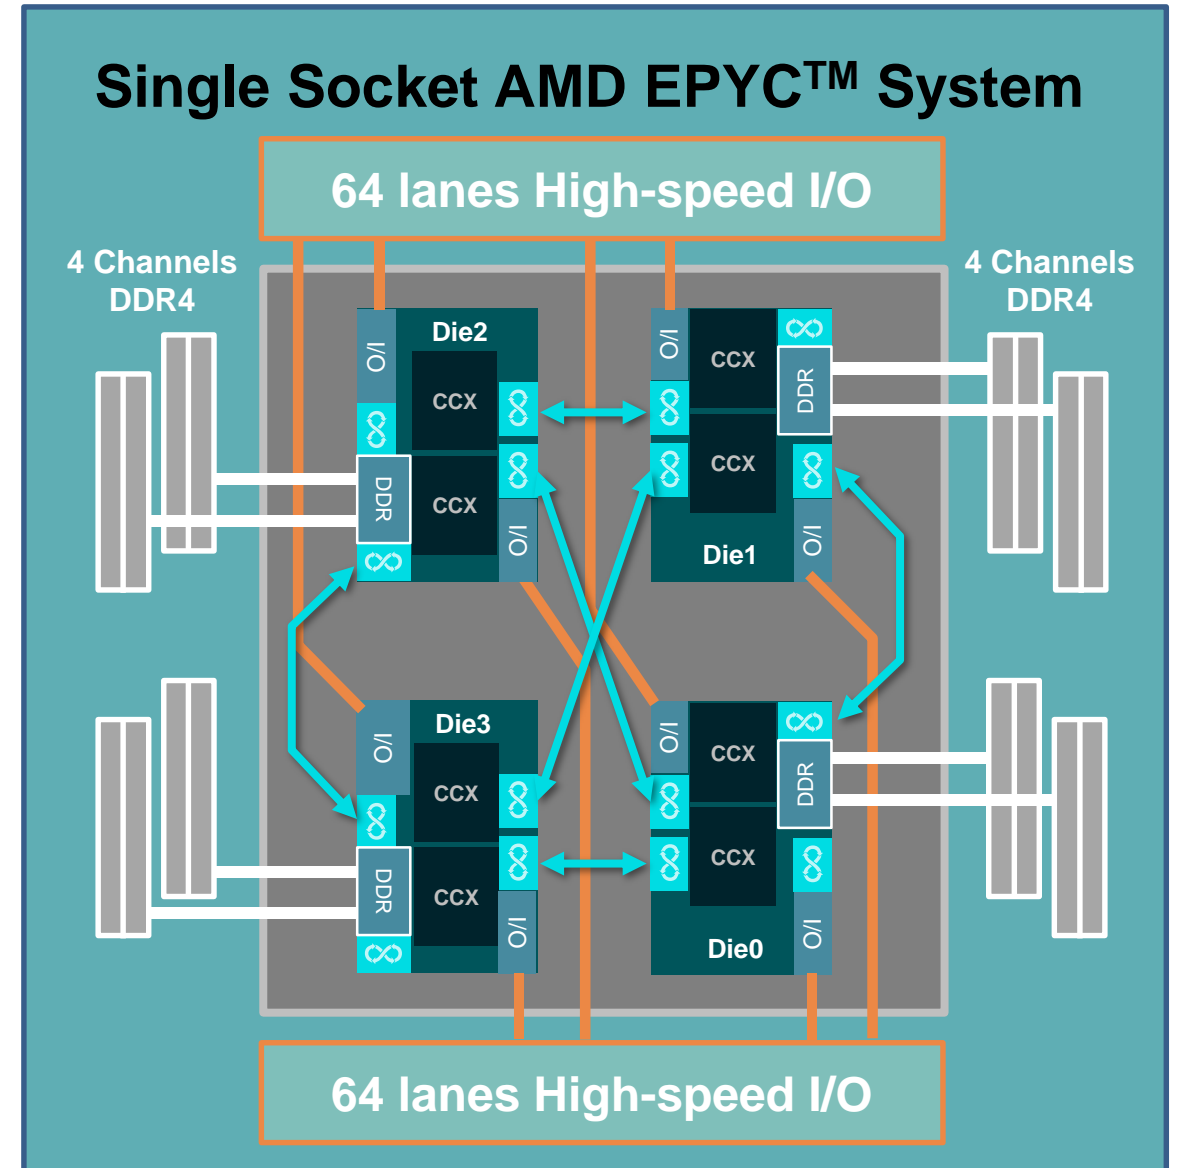 Single Socket AMD EPYC™ System
64 lanes High-speed I/O
4 Channels
DDR4
4 Channels
DDR4
I/O
Die2
CCX
DDR
CCX
I/O
I/O
CCX
DDR
CCX
Die1
I/O
I/O
Die3
CCX
DDR
CCX
I/O
I/O
CCX
DDR
CCX
Die0
I/O
64 lanes High-speed I/O